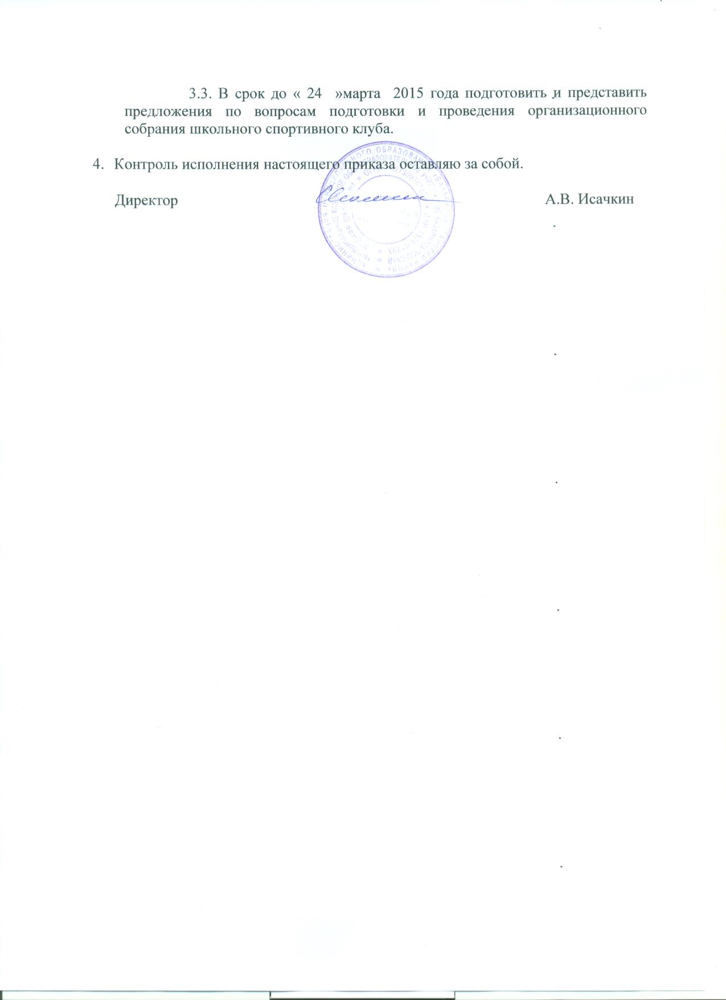 3.3. В срок до « 24  »марта  2015 года подготовить и представить
предложения по вопросам подготовки и проведения организационного
собрания школьного спортивного клуба.
4. Контроль исполнения настоящего приказа оставляю за собой.
Директор А.В. Исачкин